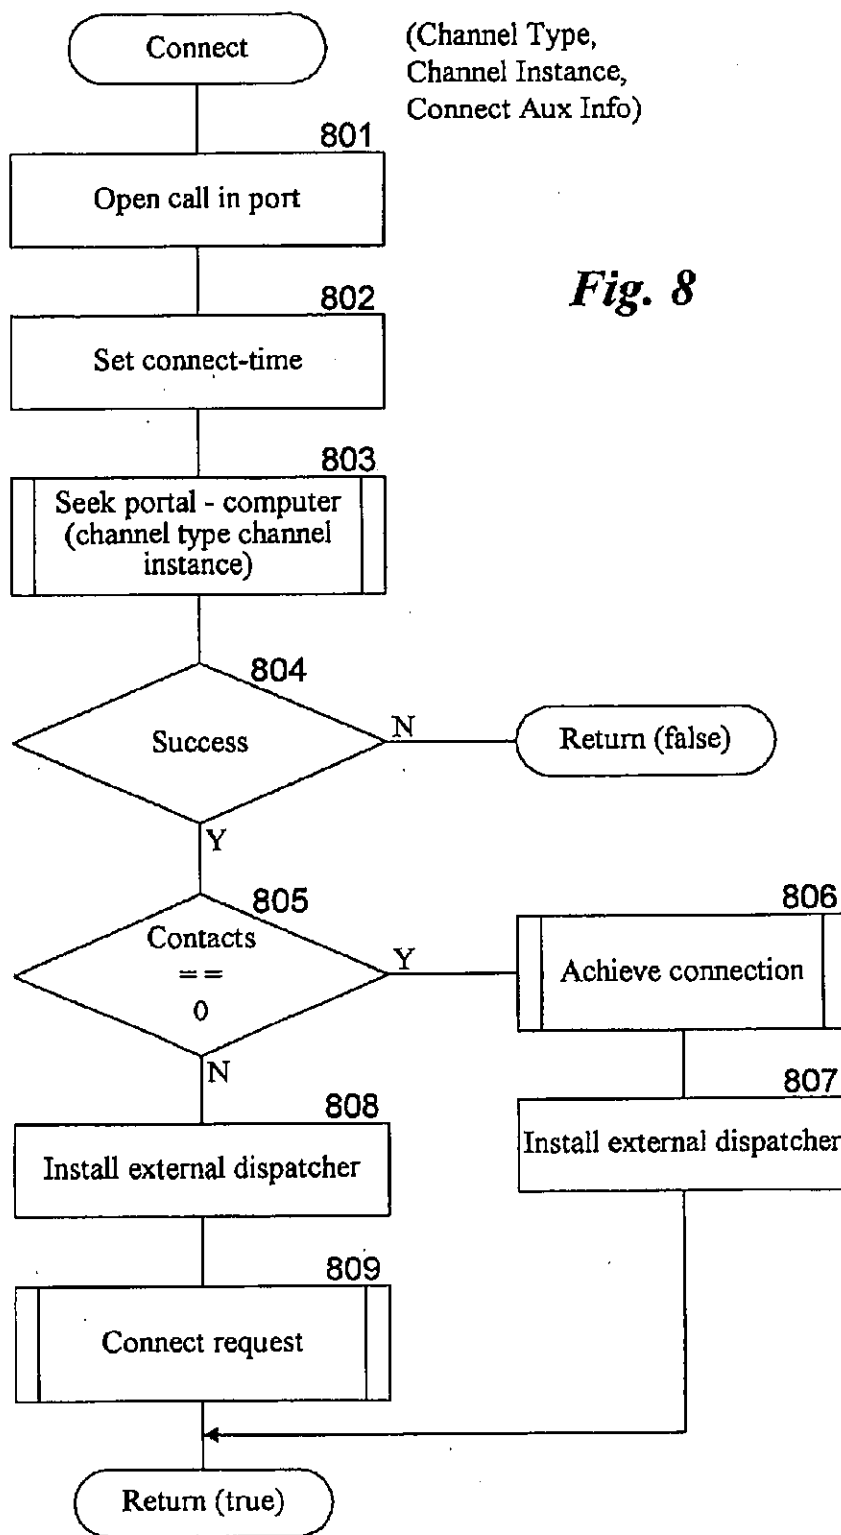 Connect
(Channel Type,
Channel Instance,
Connect Aux Info)
801
Open call in port
Fig. 8
802
Set connect-time
803
Seek portal - computer
(channel type channel
instance)
804
Success
N
Return (false)
Y
805
Contacts
==
0
Y
806
Achieve connection
N
807
Install external dispatcher
808
Install external dispatcher
809
Connect request
Return (true)